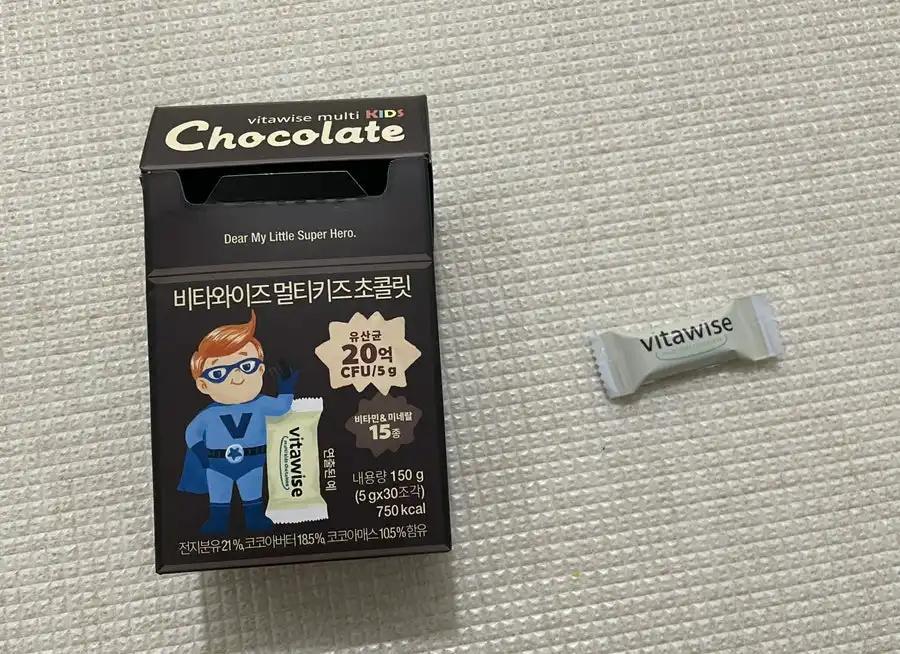 vitawise multi KIDS
Chocolate
Dear My Little Super Hero.
비타와이즈 멀티키즈 초콜릿
유산균
20억
CFU/5 g
비타민&미네랄
15종
V
vitawise
연출된 예
내용량 150 g
(5 gx30조각)
750 kcal
전지분유 21 %, 코코아버터 18.5%, 코코아매스 10.5% 함유
vitawise